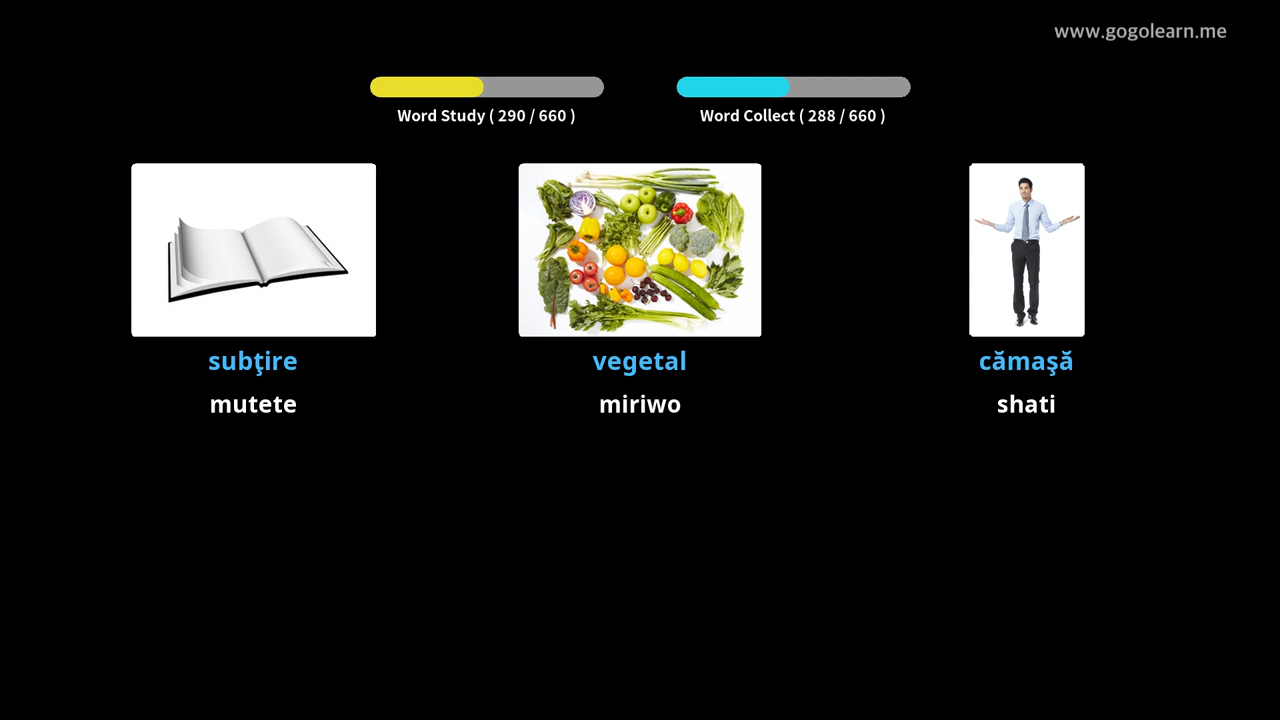 www.gogolearn.me
Word Study ( 290 / 660 )
Word Collect ( 288 / 660 )
subţire
vegetal
cămaşă
mutete
miriwo
shati